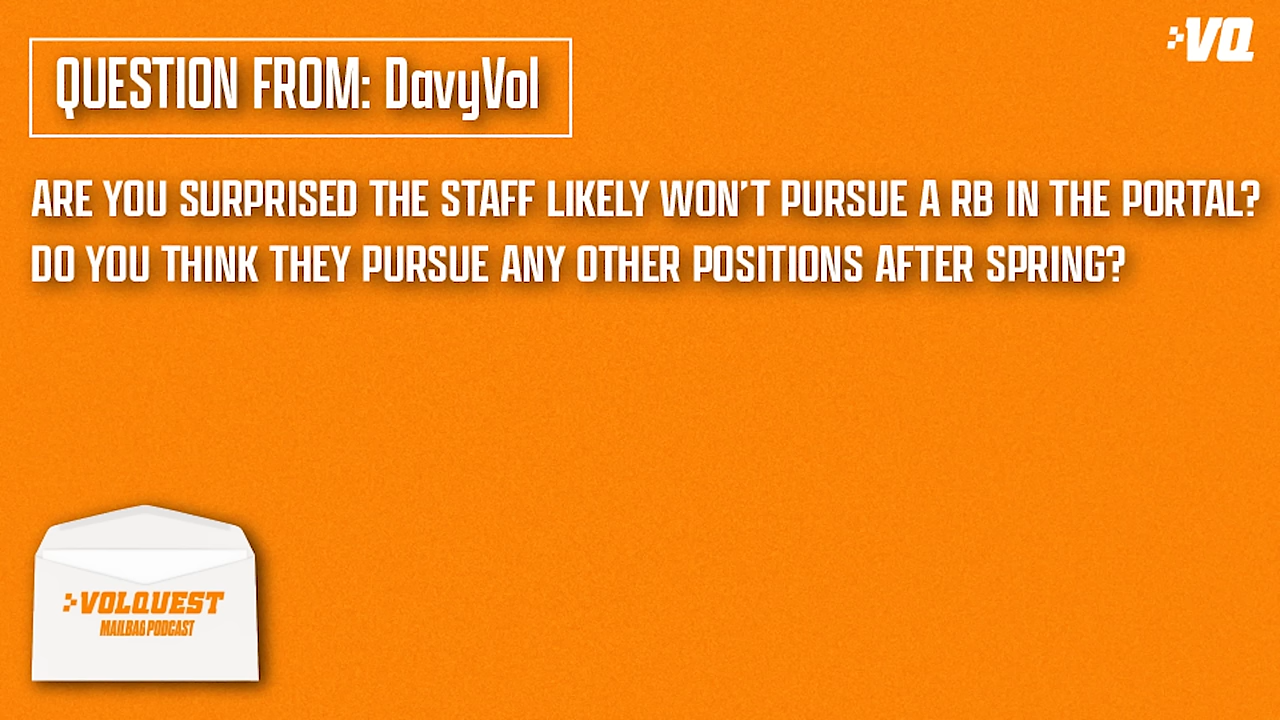 :VQ
QUESTION FROM: DavyVol
ARE YOU SURPRISED THE STAFF LIKELY WON'T PURSUE A RB IN THE PORTAL?
DO YOU THINK THEY PURSUE ANY OTHER POSITIONS AFTER SPRING?
VOLQUEST
MAILBAG PODCAST